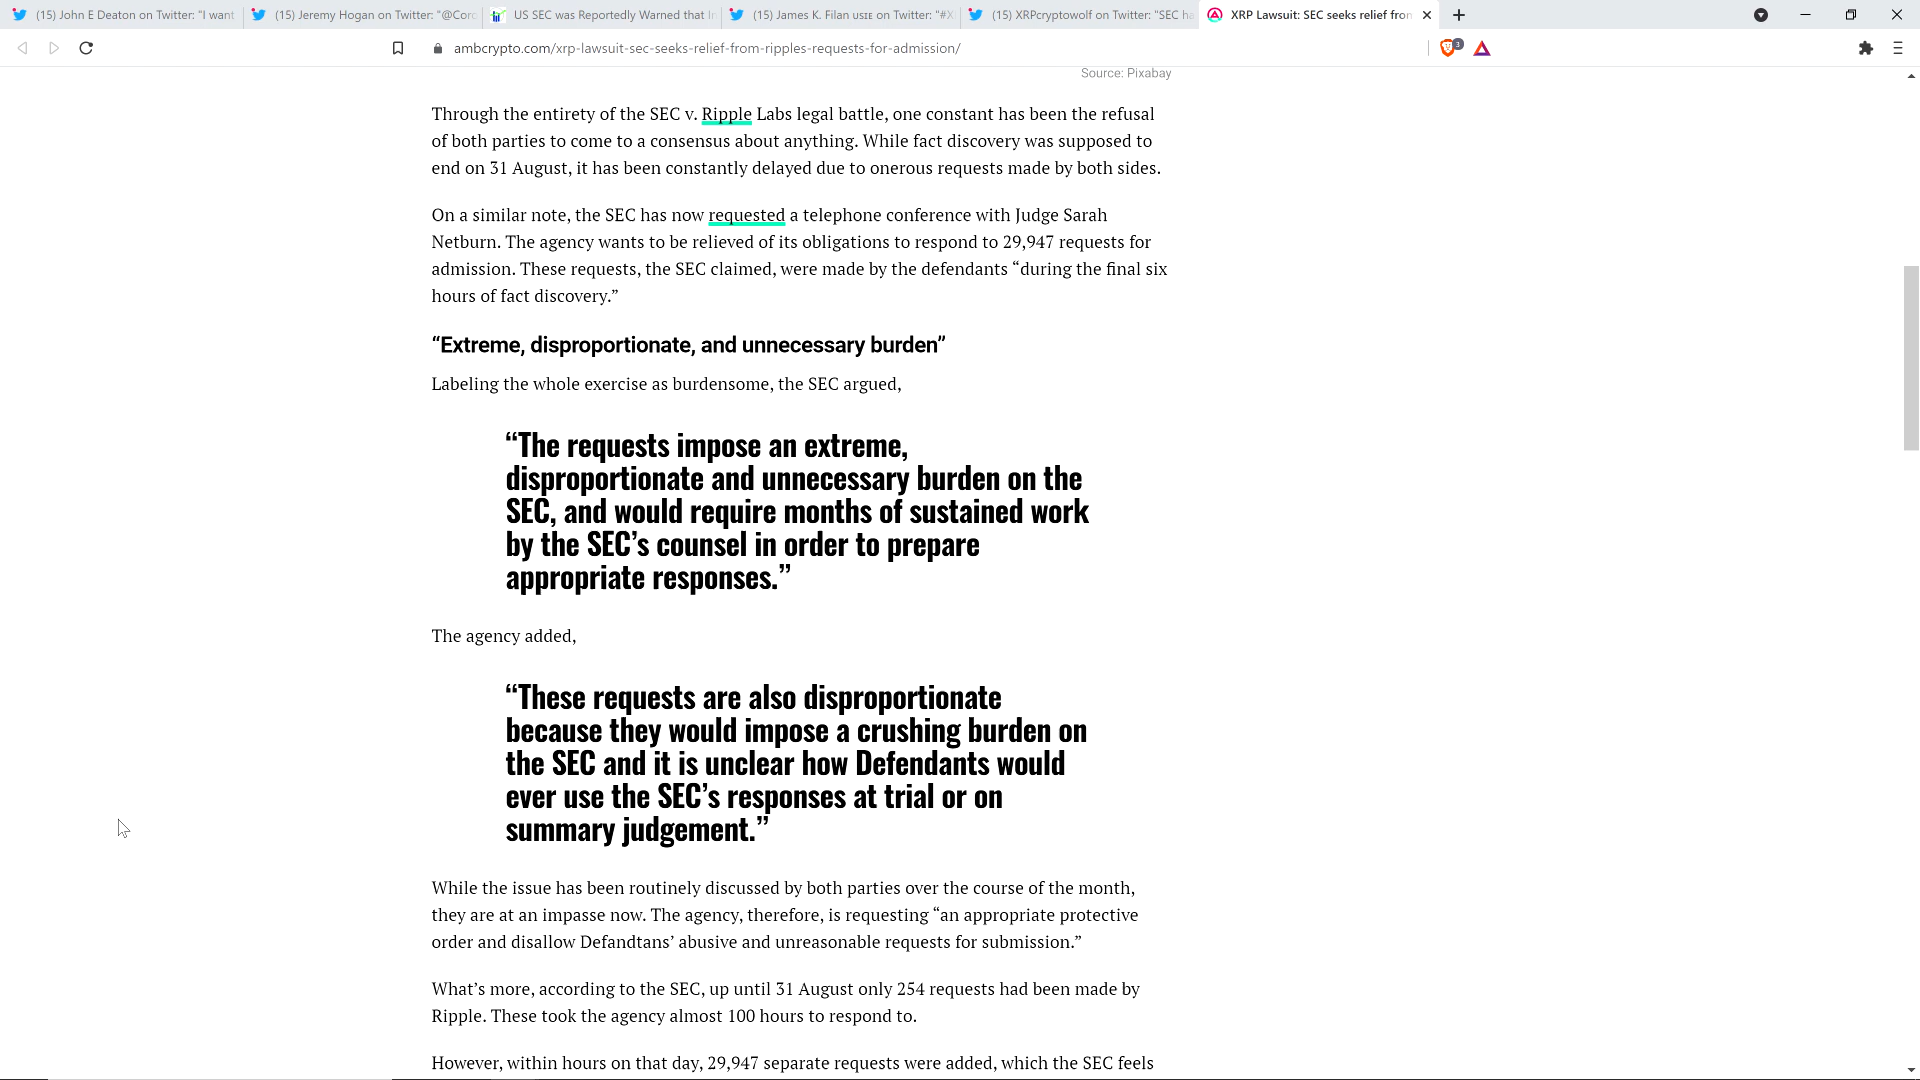 (15) John E Deaton on Twitter: "I want
(15) Jeremy Hogan on Twitter: "@Coro
US SEC was Reportedly Warned that
(15) James K. Filan on Twitter: "#X
(15) XRPcryptowolf on Twitter: "SEC ha
XRP Lawsuit: SEC seeks relief from
ambcrypto.com/xrp-lawsuit-sec-seeks-relief-from-ripples-requests-for-admission/
3
Source: Pixabay
Through the entirety of the SEC v. Ripple Labs legal battle, one constant has been the refusal
of both parties to come to a consensus about anything. While fact discovery was supposed to
end on 31 August, it has been constantly delayed due to onerous requests made by both sides.
On a similar note, the SEC has now requested a telephone conference with Judge Sarah
Netburn. The agency wants to be relieved of its obligations to respond to 29,947 requests for
admission. These requests, the SEC claimed, were made by the defendants “during the final six
hours of fact discovery.”
“Extreme, disproportionate, and unnecessary burden”
Labeling the whole exercise as burdensome, the SEC argued,
“The requests impose an extreme,
disproportionate and unnecessary burden on the
SEC, and would require months of sustained work
by the SEC’s counsel in order to prepare
appropriate responses.”
The agency added,
“These requests are also disproportionate
because they would impose a crushing burden on
the SEC and it is unclear how Defendants would
ever use the SEC’s responses at trial or on
summary judgement.”
While the issue has been routinely discussed by both parties over the course of the month,
they are at an impasse now. The agency, therefore, is requesting “an appropriate protective
order and disallow Defandtans’ abusive and unreasonable requests for submission.”
What’s more, according to the SEC, up until 31 August only 254 requests had been made by
Ripple. These took the agency almost 100 hours to respond to.
However, within hours on that day, 29,947 separate requests were added, which the SEC feels